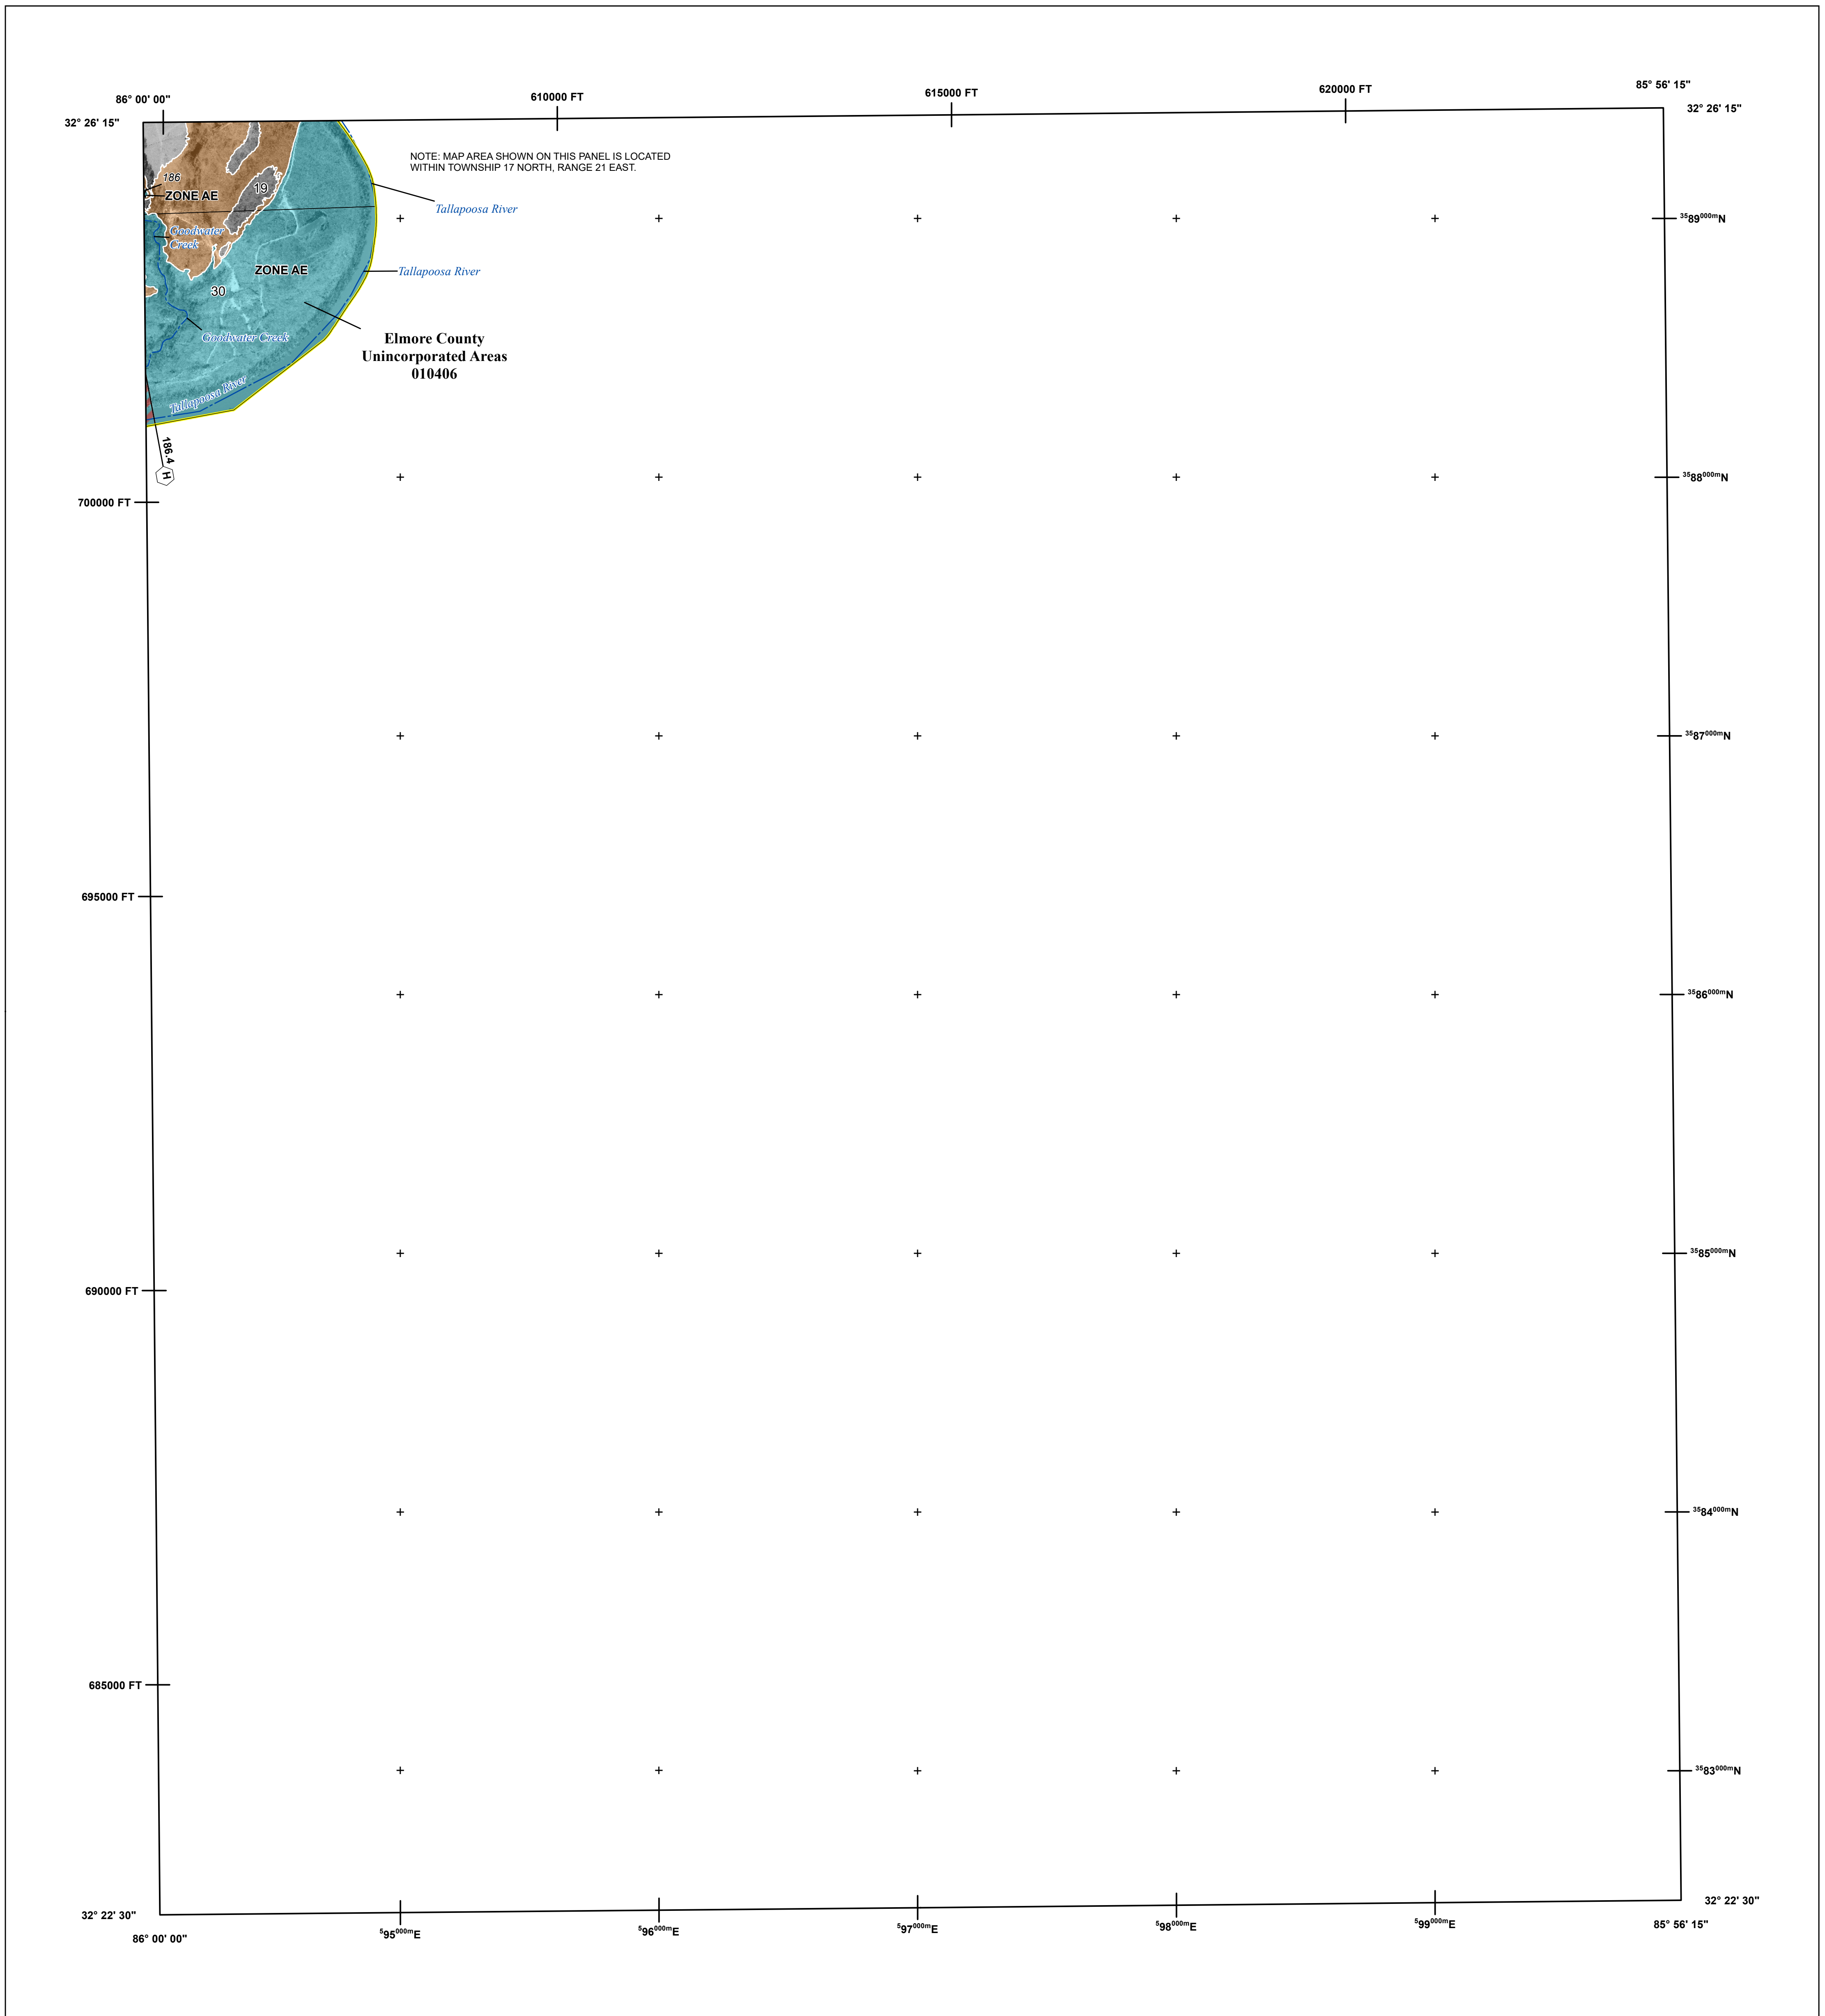 86° 00' 00"
610000 FT
615000 FT
620000 FT
85° 56' 15"
32° 26' 15"
32° 26' 15"
NOTE: MAP AREA SHOWN ON THIS PANEL IS LOCATED
WITHIN TOWNSHIP 17 NORTH, RANGE 21 EAST.
186
ZONE AE
19
Tallapoosa River
3589000mN
Goodwater
Creek
ZONE AE
Tallapoosa River
30
Goodwater Creek
Elmore County
Unincorporated Areas
010406
Tallapoosa River
186.4
H
3588000mN
700000 FT
3587000mN
695000 FT
3586000mN
3585000mN
690000 FT
3584000mN
685000 FT
3583000mN
32° 22' 30"
32° 22' 30"
86° 00' 00"
595000mE
596000mE
597000mE
598000mE
599000mE
85° 56' 15"